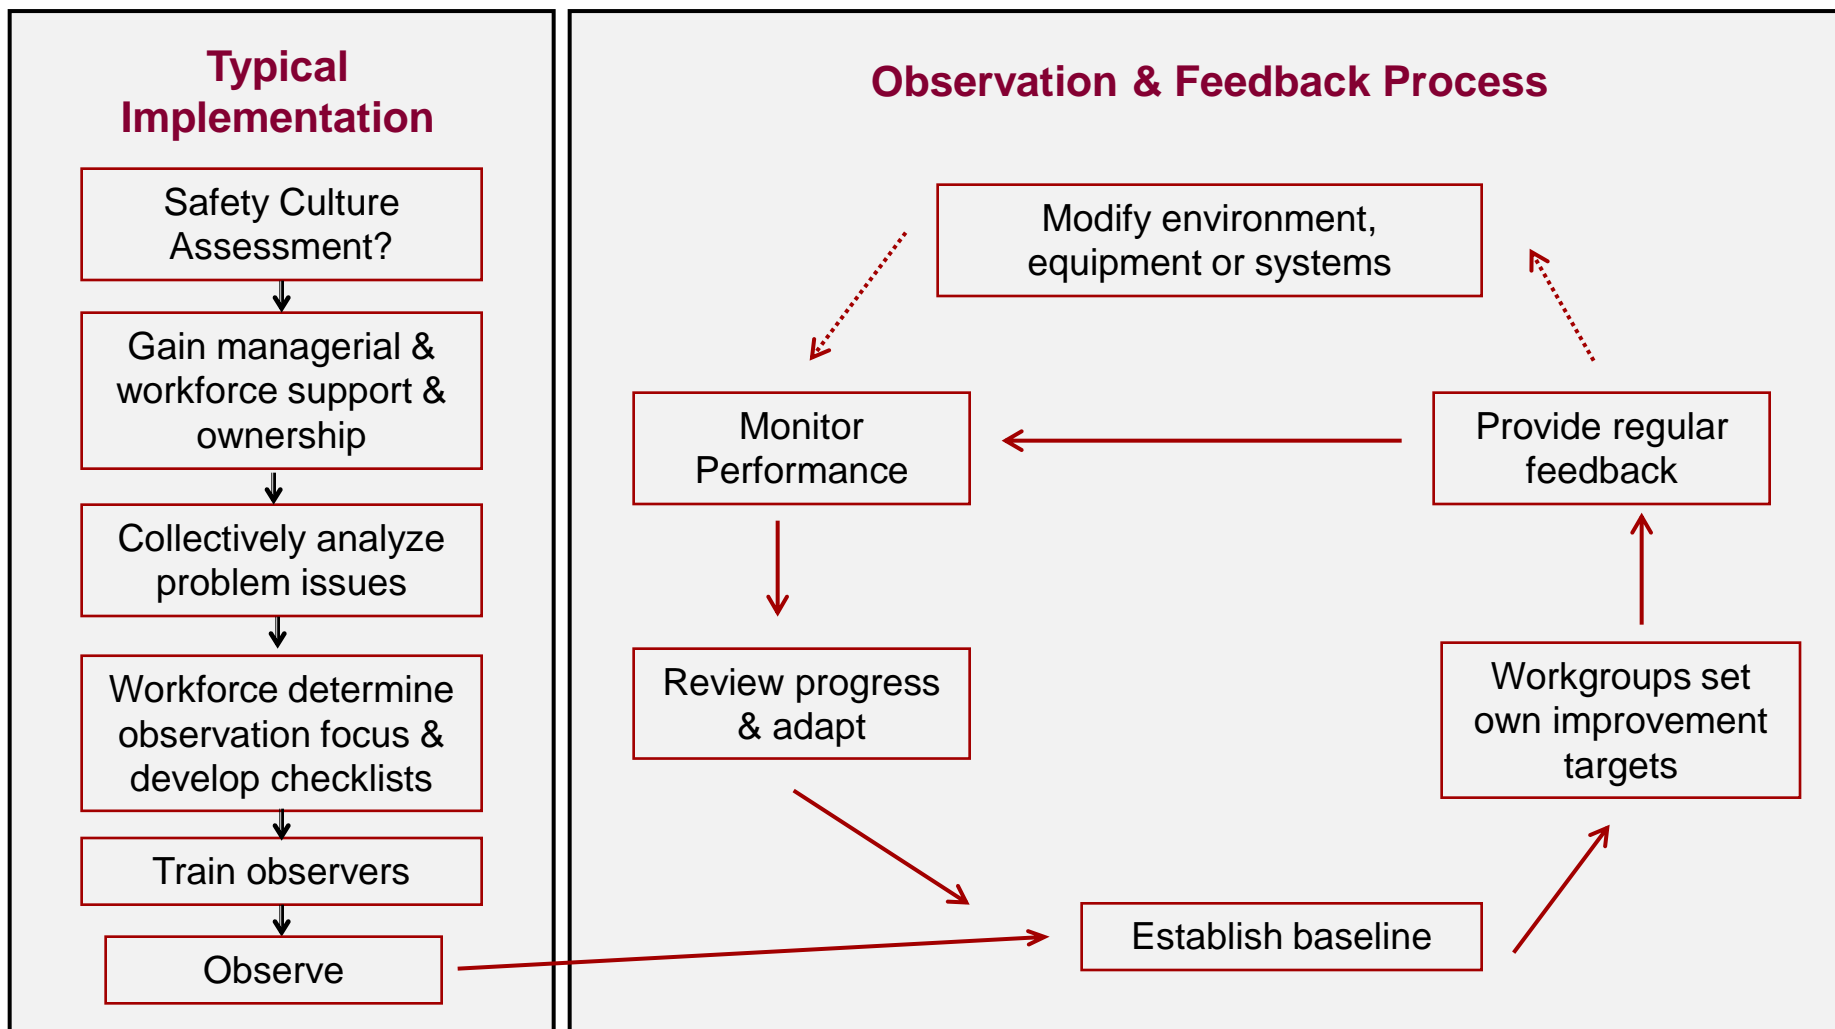 Typical
Implementation
Safety Culture
Assessment?
Gain managerial &
workforce support &
ownership
Collectively analyze
problem issues
Workforce determine
observation focus &
develop checklists
Train observers
Observe
Observation & Feedback Process
Modify environment,
equipment or systems
Monitor
Performance
Provide regular
feedback
Review progress
& adapt
Workgroups set
own improvement
targets
Establish baseline